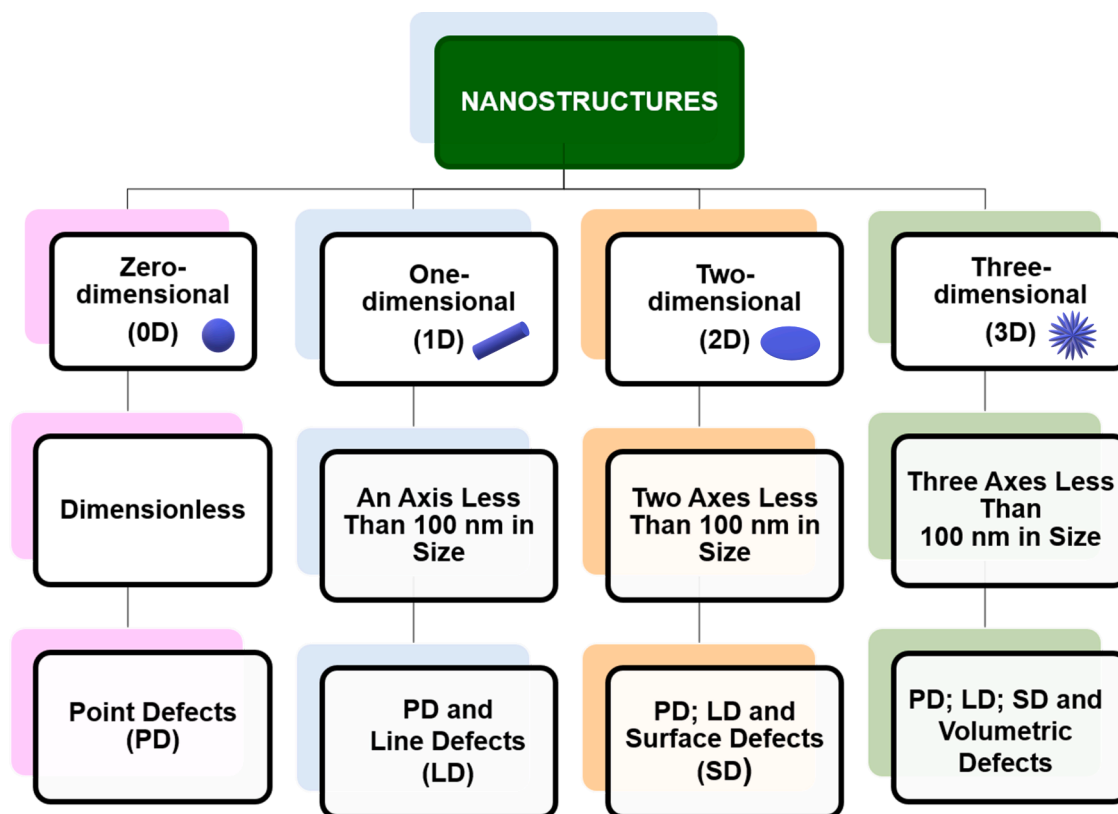 NANOSTRUCTURES
Zero-
dimensional
(0D)
One-
dimensional
(1D)
Two-
dimensional
(2D)
Three-
dimensional
(3D)
Dimensionless
An Axis Less
Than 100 nm in
Size
Two Axes Less
Than 100 nm in
Size
Three Axes Less
Than
100 nm in Size
Point Defects
(PD)
PD and
Line Defects
(LD)
PD; LD and
Surface Defects
(SD)
PD; LD; SD and
Volumetric
Defects